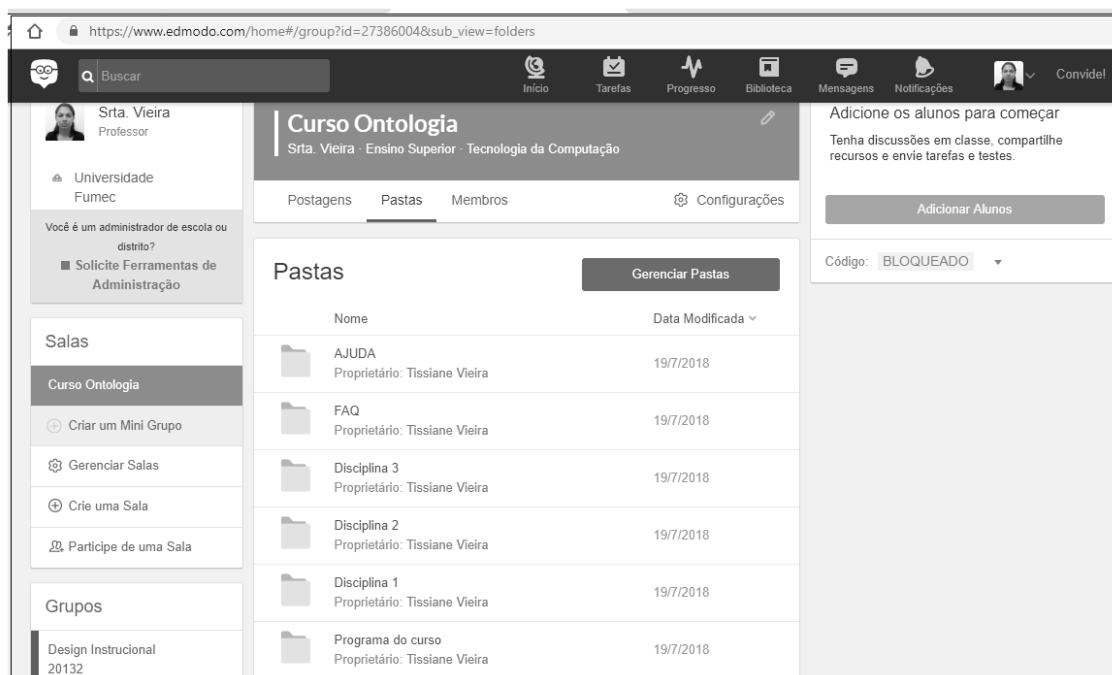 https://www.edmodo.com/home#/group?id=27386004&sub_view=folders
Buscar
Início
Tarefas
Progresso
Biblioteca
Mensagens
Notificações
Convide!
Srta. Vieira
Professor
Universidade
Fumec
Você é um administrador de escola ou
distrito?
Solicite Ferramentas de
Administração
Salas
Curso Ontologia
Criar um Mini Grupo
Gerenciar Salas
Crie uma Sala
Participe de uma Sala
Grupos
Design Instrucional
20132
Curso Ontologia
Srta. Vieira · Ensino Superior · Tecnologia da Computação
Postagens
Pastas
Membros
Configurações
Pastas
Gerenciar Pastas
Nome
Data Modificada
AJUDA
Proprietário: Tissiane Vieira
19/7/2018
FAQ
Proprietário: Tissiane Vieira
19/7/2018
Disciplina 3
Proprietário: Tissiane Vieira
19/7/2018
Disciplina 2
Proprietário: Tissiane Vieira
19/7/2018
Disciplina 1
Proprietário: Tissiane Vieira
19/7/2018
Programa do curso
Proprietário: Tissiane Vieira
19/7/2018
Adicione os alunos para começar
Tenha discussões em classe, compartilhe
recursos e envie tarefas e testes.
Adicionar Alunos
Código: BLOQUEADO